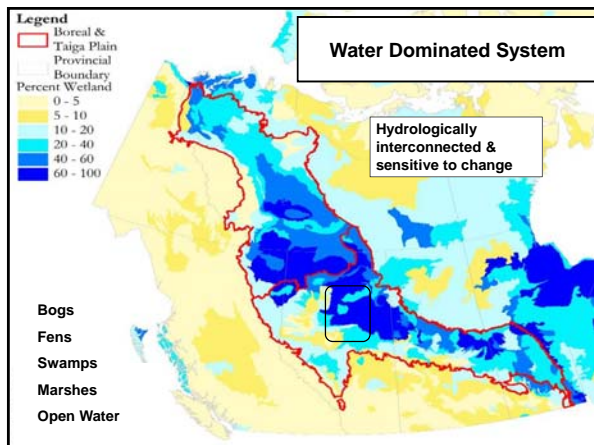 Legend
Boreal &
Taiga Plain
Provincial
Boundary
Percent Wetland
0 - 5
5 - 10
10 - 20
20 - 40
40 - 60
60 - 100
Water Dominated System
Hydrologically
interconnected &
sensitive to change
Bogs
Fens
Swamps
Marshes
Open Water